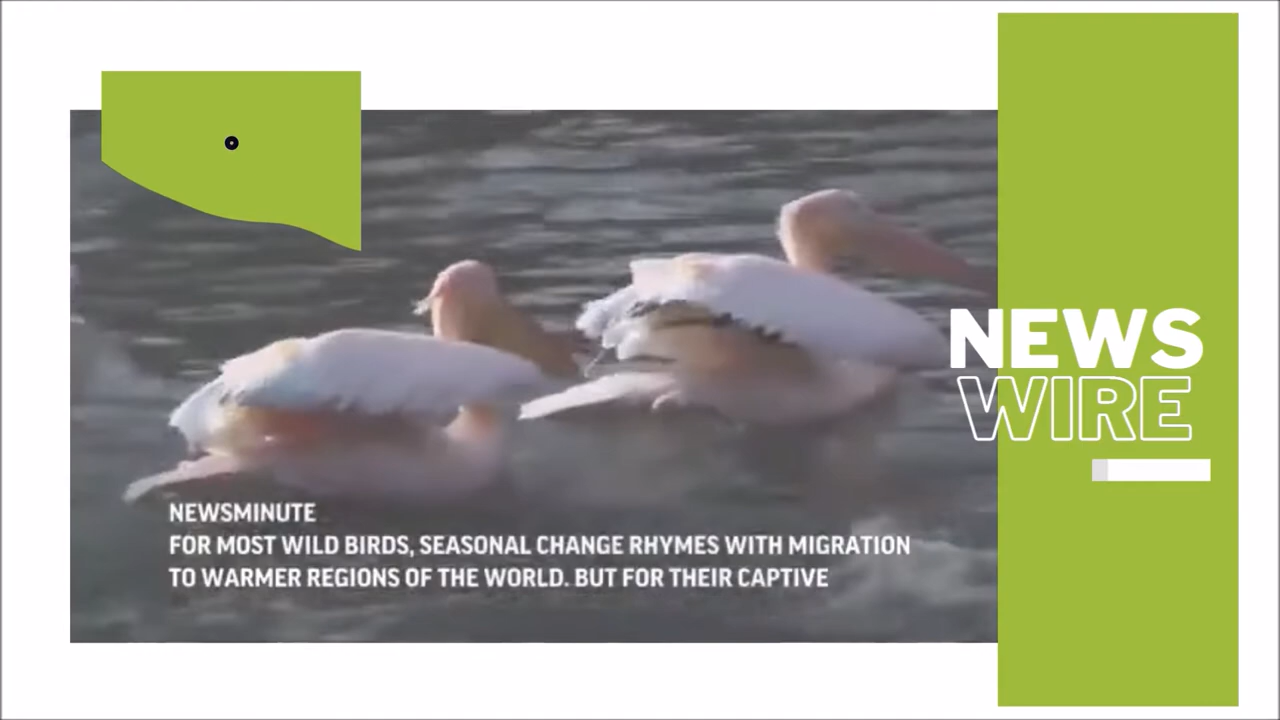 NEWS
WIRE
NEWSMINUTE
FOR MOST WILD BIRDS, SEASONAL CHANGE RHYMES WITH MIGRATION
TO WARMER REGIONS OF THE WORLD. BUT FOR THEIR CAPTIVE